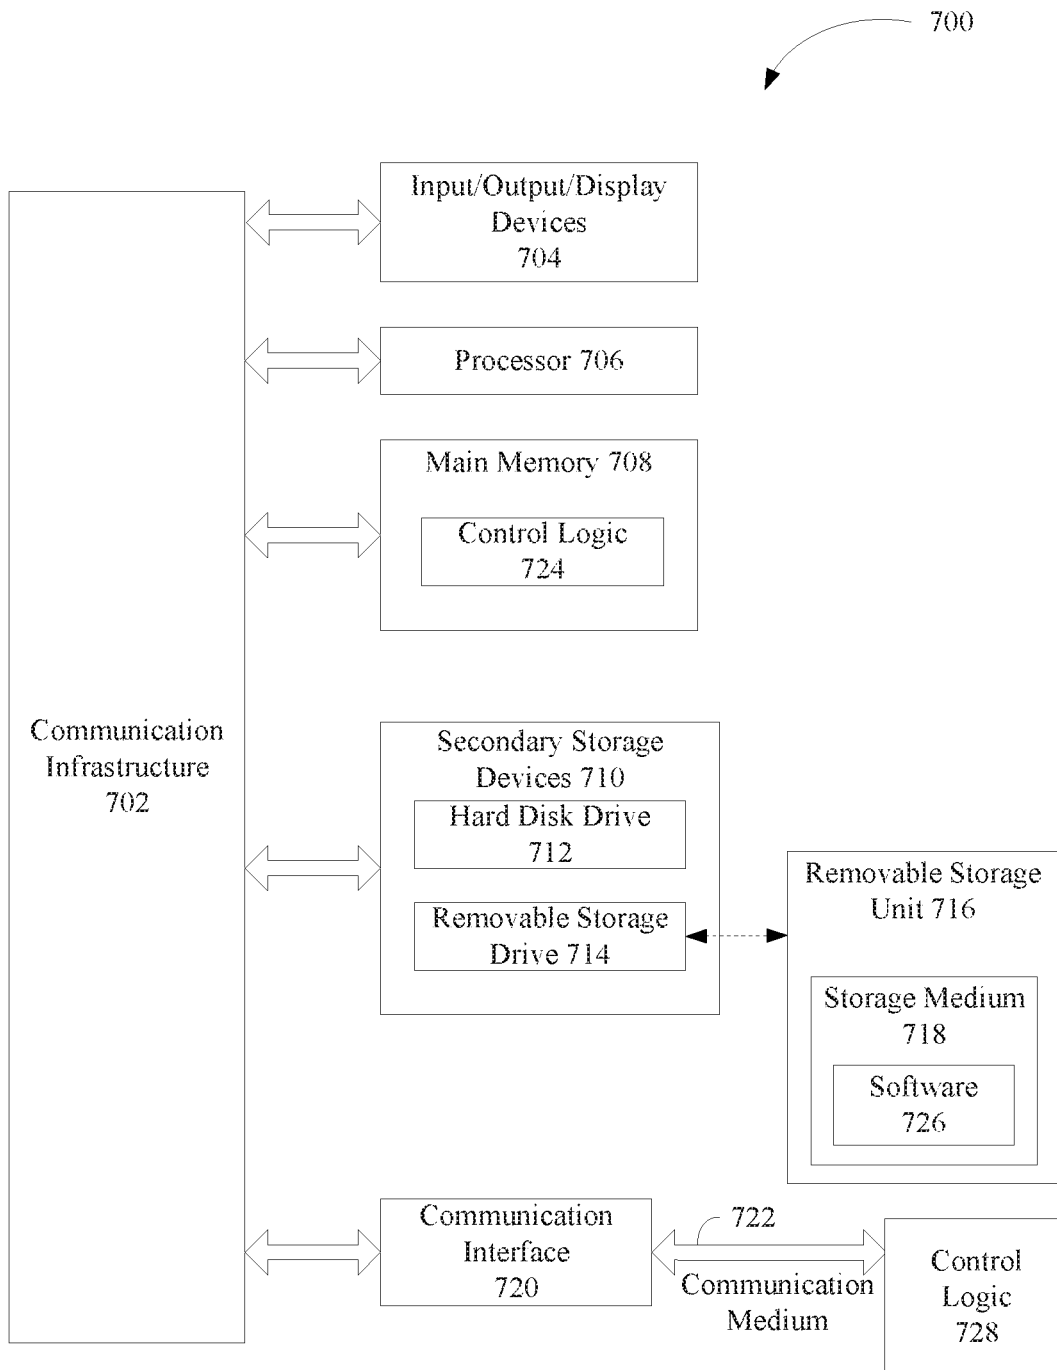 700
Input/Output/Display
Devices
704
Processor 706
Main Memory 708
Control Logic
724
Communication
Infrastructure
702
Secondary Storage
Devices 710
Hard Disk Drive
712
Removable Storage
Drive 714
Removable Storage
Unit 716
Storage Medium
718
Software
726
Communication
Interface
720
722
Communication
Medium
Control
Logic
728